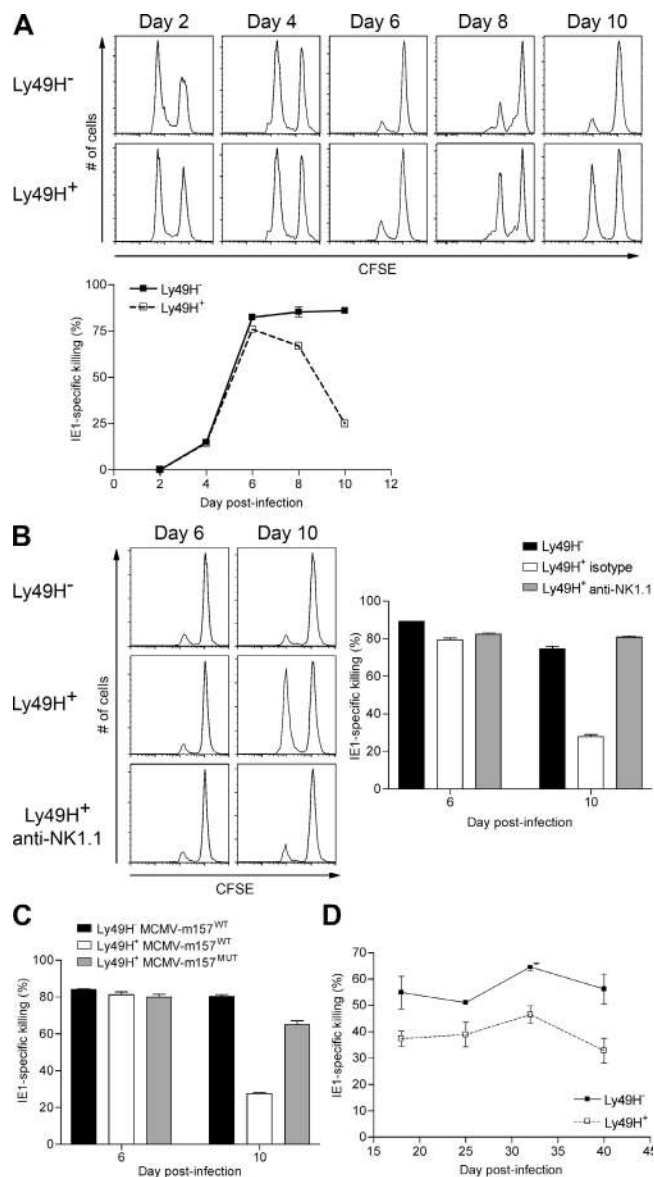 A
Day 2 Day 4 Day 6 Day 8 Day 10
Ly49H-
Ly49H+
# of cells
CFSE
Ly49H-
Ly49H+
IE1-specific killing (%)
100
75
50
25
0
0 2 4 6 8 10 12
Day post-infection
B
Day 6 Day 10
Ly49H-
Ly49H+
Ly49H+
anti-NK1.1
# of cells
CFSE
Ly49H-
Ly49H+ isotype
Ly49H+ anti-NK1.1
IE1-specific killing (%)
100
80
60
40
20
6 10
Day post-infection
C
Ly49H- MCMV-m157WT
Ly49H+ MCMV-m157WT
Ly49H+ MCMV-m157MUT
IE1-specific killing (%)
100
80
60
40
20
6 10
Day post-infection
D
IE1-specific killing (%)
70
60
50
40
30
20
10
0
15 20 25 30 35 40 45
Day post-infection
Ly49H-
Ly49H+